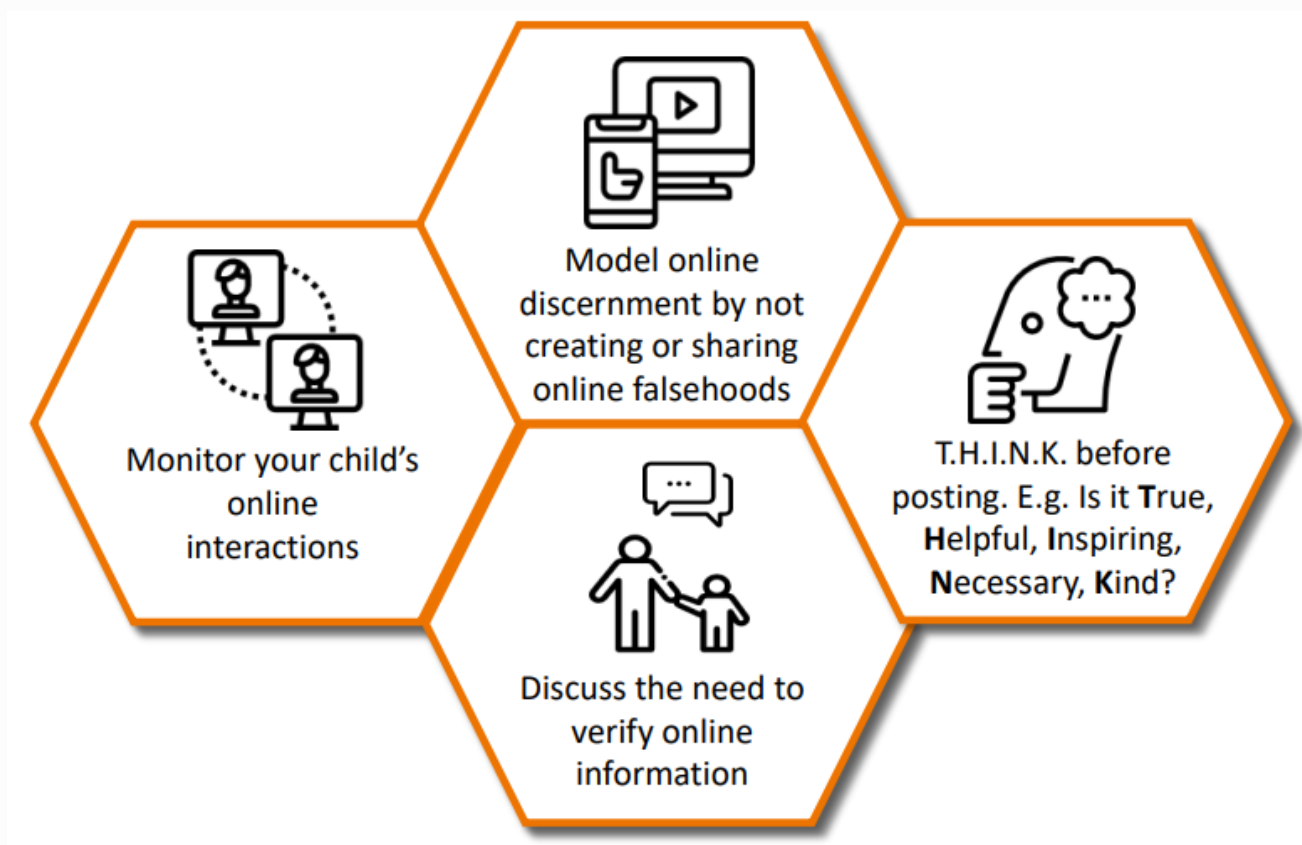 Model online
discernment by not
creating or sharing
online falsehoods
Monitor your child’s
online
interactions
T.H.I.N.K. before
posting. E.g. Is it True,
Helpful, Inspiring,
Necessary, Kind?
Discuss the need to
verify online
information